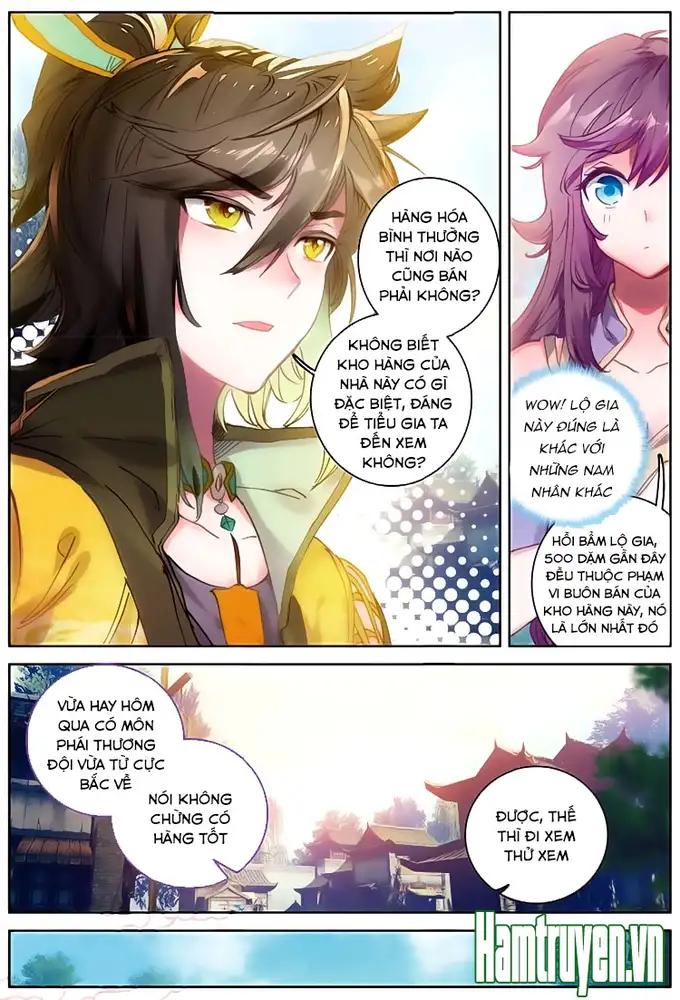 HÀNG HÓA
BÌNH THƯỜNG
THÌ NƠI NÀO
CŨNG BÁN
PHẢI KHÔNG?
KHÔNG BIẾT
KHO HÀNG CỦA
NHÀ NÀY CÓ GÌ
ĐẶC BIỆT, ĐÁNG
ĐỂ TIỂU GIA TA
ĐẾN XEM
KHÔNG?
WOW! LỘ GIA
NÀY ĐÚNG LÀ
KHÁC VỚI
NHỮNG NAM
NHÂN KHÁC
HỒI BẨM LỘ GIA,
500 DẶM GẦN ĐÂY
ĐỀU THUỘC PHẠM
VI BUÔN BÁN CỦA
KHO HÀNG NÀY, NÓ
LÀ LỚN NHẤT ĐÓ
VỪA HAY HÔM
QUA CÓ MÔN
PHÁI THƯƠNG
ĐỘI VỪA TỪ CỰC
BẮC VỀ
NÓI KHÔNG
CHỪNG CÓ
HÀNG TỐT
ĐƯỢC, THẾ
THÌ ĐI XEM
THỬ XEM
Hamtruyen.vn